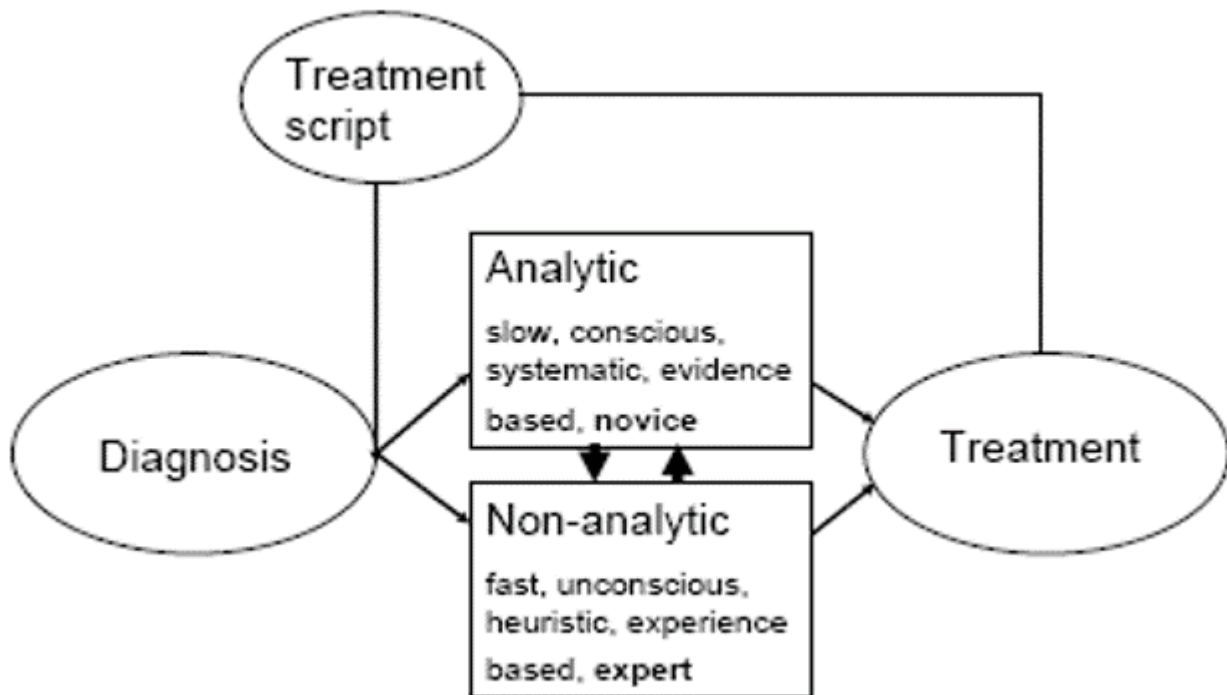 Treatment
script
Analytic
slow, conscious,
systematic, evidence
based, novice
Diagnosis
Treatment
Non-analytic
fast, unconscious,
heuristic, experience
based, expert